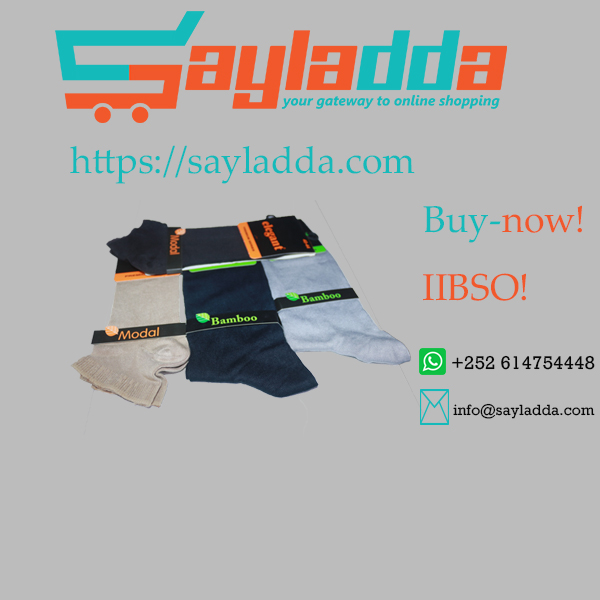 Sayladda
your gateway to online shopping
https://sayladda.com
Buy-now!
IIBSO!
Modal
elegant
Modal
Bamboo
Bamboo
+252 614754448
info@sayladda.com